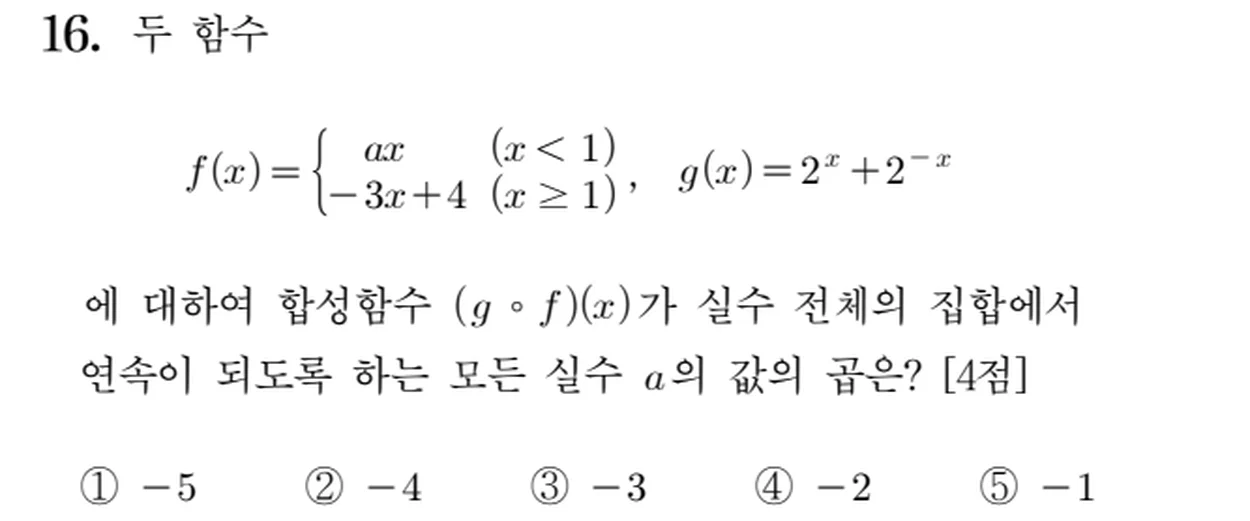 16. 두 함수
f(x) = { ax (x < 1)
-3x+4 (x ≥ 1) , g(x) = 2^x + 2^{-x}
에 대하여 합성함수 (g ∘ f)(x)가 실수 전체의 집합에서
연속이 되도록 하는 모든 실수 a의 값의 곱은? [4점]
① -5 ② -4 ③ -3 ④ -2 ⑤ -1